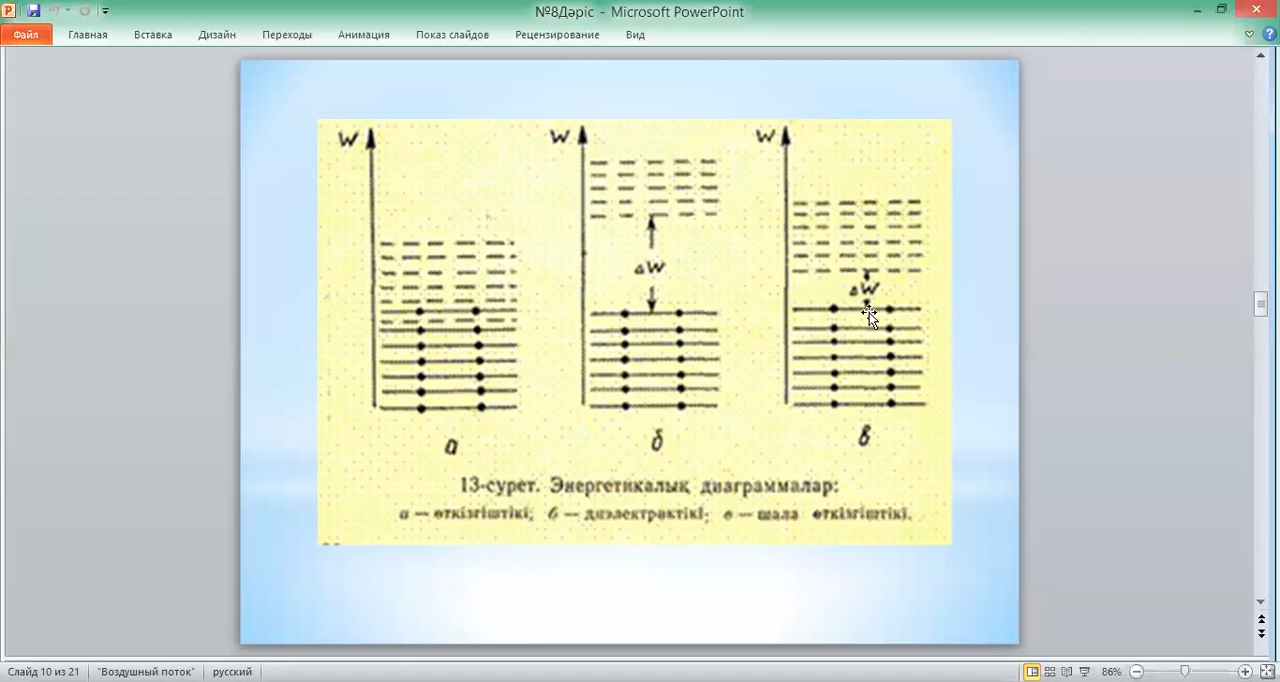 №8Дәріс - Microsoft PowerPoint
Файл Главная Вставка Дизайн Переходы Анимация Показ слайдов Рецензирование Вид
W W W
ΔW
ΔW
а б в
13-сурет. Энергетикалық диаграммалар:
а — өткізгіштікі; б — диэлектрактікі; в — шала өткізгіштікі.
Слайд 10 из 21 "Воздушный поток" русский 86%